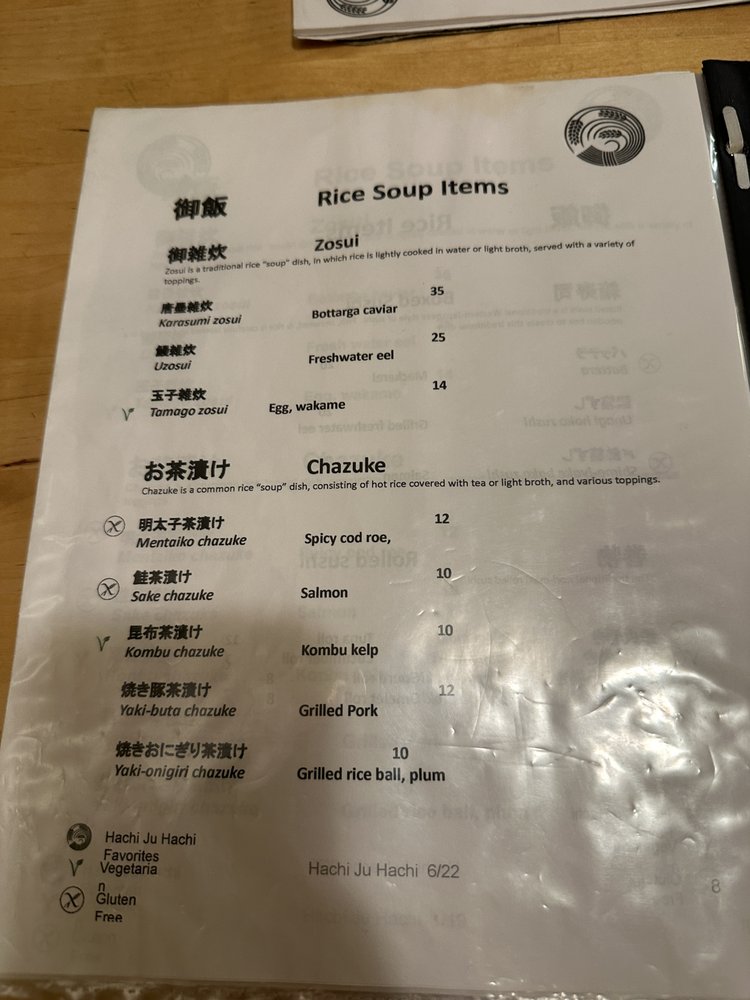 御飯 Rice Soup Items
御雑炊 Zosui
Zosui is a traditional rice "soup" dish, in which rice is lightly cooked in water or light broth, served with a variety of
toppings.
唐墨雑炊 35
Karasumi zosui Bottarga caviar
鰻雑炊 25
Uzosui Freshwater eel
玉子雑炊 14
Tamago zosui Egg, wakame
お茶漬け Chazuke
Chazuke is a common rice "soup" dish, consisting of hot rice covered with tea or light broth, and various toppings.
明太子茶漬け 12
Mentaiko chazuke Spicy cod roe,
鮭茶漬け 10
Sake chazuke Salmon
昆布茶漬け 10
Kombu chazuke Kombu kelp
焼き豚茶漬け 12
Yaki-buta chazuke Grilled Pork
焼きおにぎり茶漬け 10
Yaki-onigiri chazuke Grilled rice ball, plum
Hachi Ju Hachi
Favorites
Vegetaria
n
Gluten
Free
Hachi Ju Hachi 6/22
8